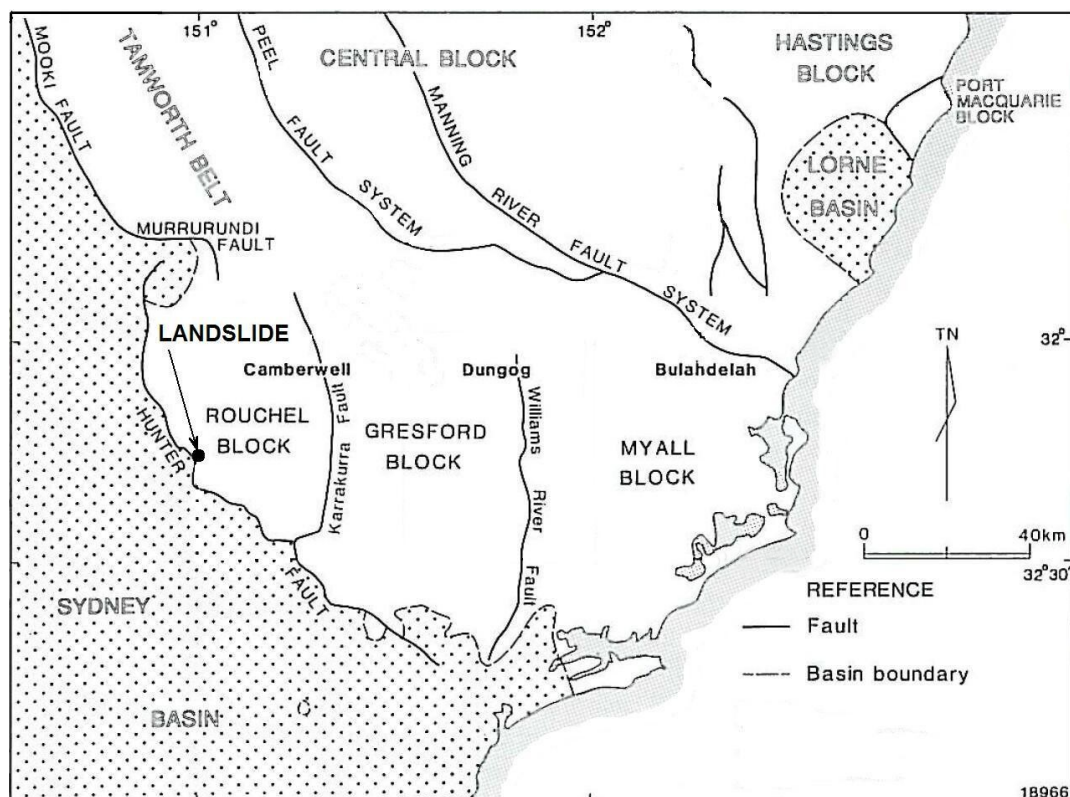 151°
152°
MOOKI FAULT
TAMWORTH BELT
PEEL FAULT SYSTEM
CENTRAL BLOCK
MANNING RIVER FAULT SYSTEM
HASTINGS
BLOCK
PORT
MACQUARIE
BLOCK
LORNE
BASIN
MURRURUNDI
FAULT
LANDSLIDE
Camberwell
Dungog
Bulahdelah
TN
32°
HUNTER FAULT
ROUCHEL
BLOCK
Karrakurra Fault
GRESFORD
BLOCK
Williams River Fault
MYALL
BLOCK
0 40km
32°30'
SYDNEY
BASIN
REFERENCE
Fault
Basin boundary
18966